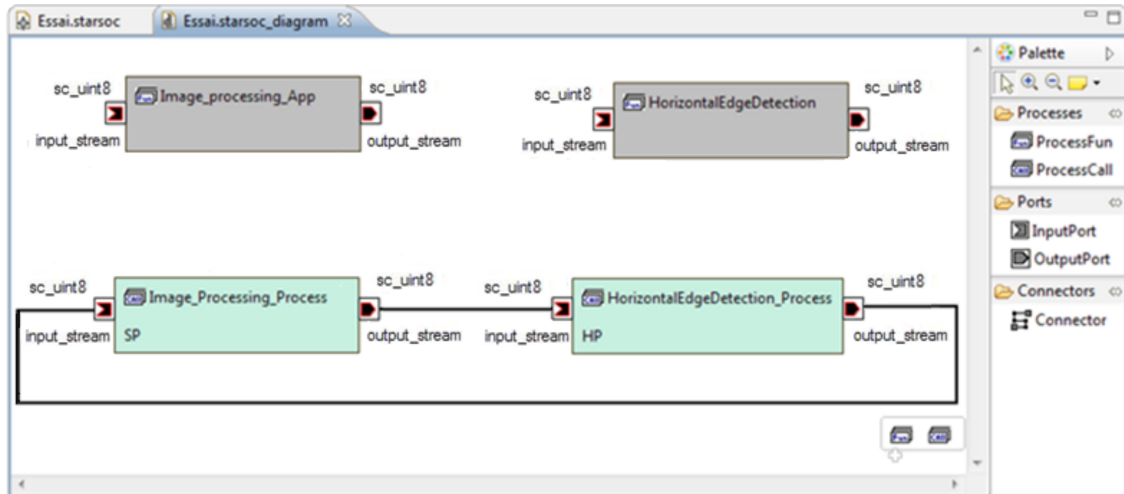 Essai.starsoc
Essai.starsoc_diagram
sc_uint8
Image_processing_App
sc_uint8
input_stream
output_stream
sc_uint8
HorizontalEdgeDetection
sc_uint8
input_stream
output_stream
sc_uint8
Image_Processing_Process
sc_uint8
input_stream
SP
output_stream
sc_uint8
HorizontalEdgeDetection_Process
sc_uint8
input_stream
HP
output_stream
Palette
Processes
ProcessFun
ProcessCall
Ports
InputPort
OutputPort
Connectors
Connector